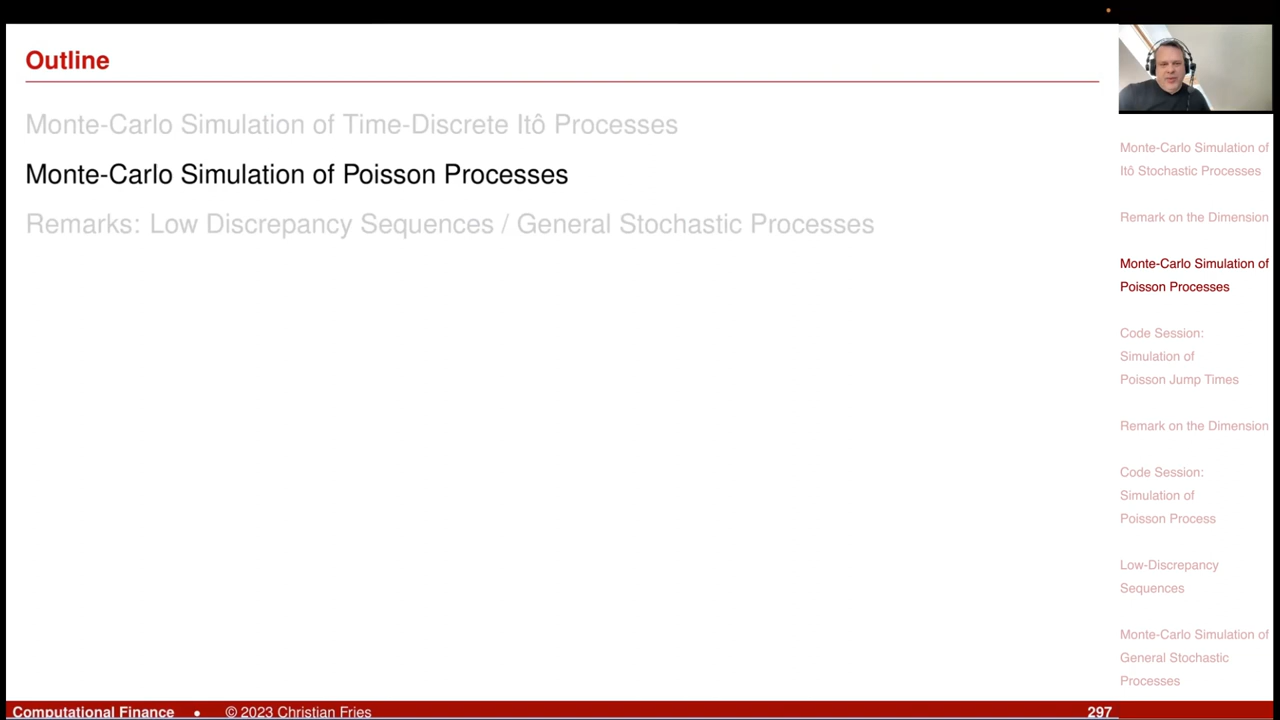 Outline
Monte-Carlo Simulation of Time-Discrete Itô Processes
Monte-Carlo Simulation of Poisson Processes
Remarks: Low Discrepancy Sequences / General Stochastic Processes
Monte-Carlo Simulation of
Itô Stochastic Processes
Remark on the Dimension
Monte-Carlo Simulation of
Poisson Processes
Code Session:
Simulation of
Poisson Jump Times
Remark on the Dimension
Code Session:
Simulation of
Poisson Process
Low-Discrepancy
Sequences
Monte-Carlo Simulation of
General Stochastic
Processes
Computational Finance • © 2023 Christian Fries 297